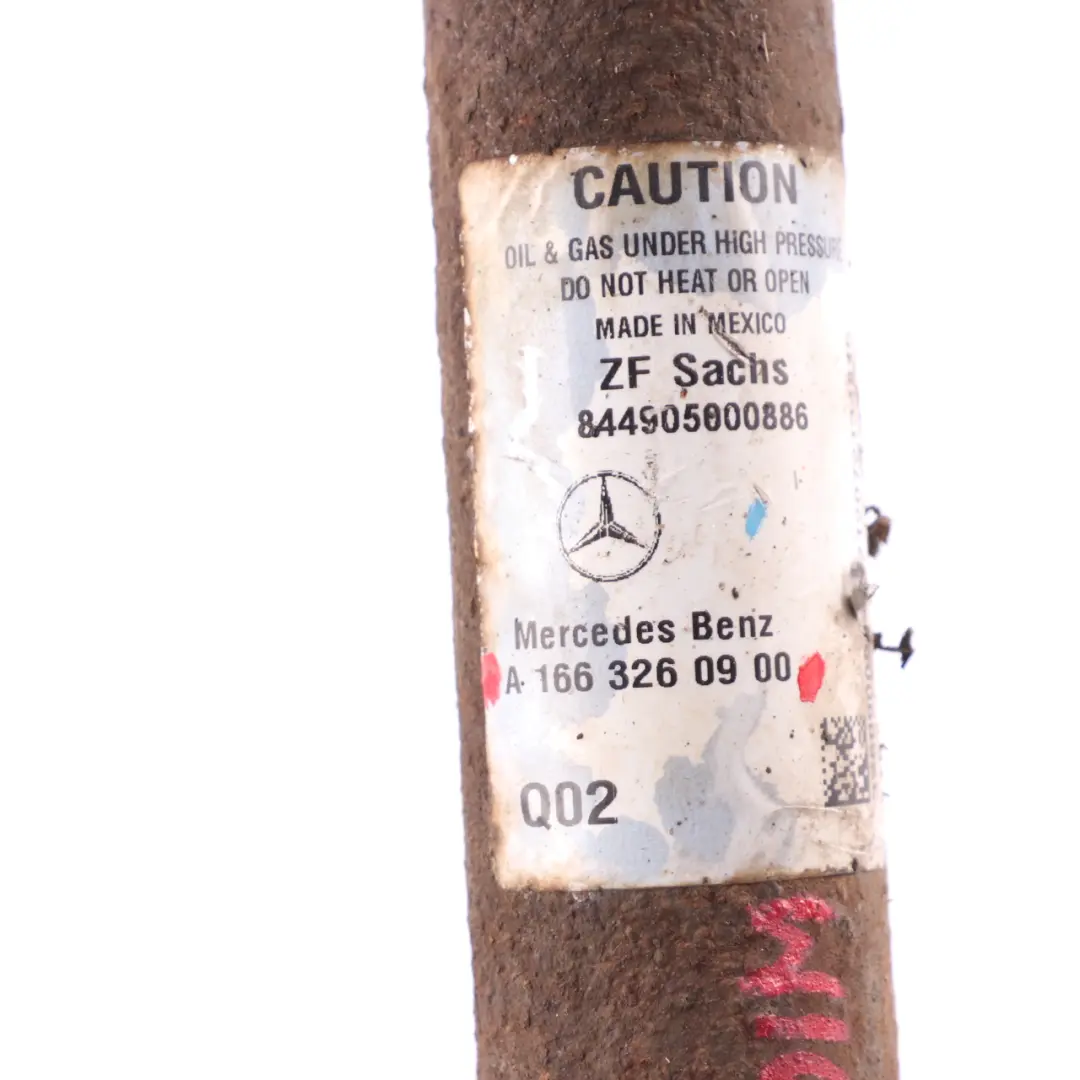 CAUTION
OIL & GAS UNDER HIGH PRESSURE
DO NOT HEAT OR OPEN
MADE IN MEXICO
ZF Sachs
844905000886
Mercedes Benz
A 166 326 09 00
Q02